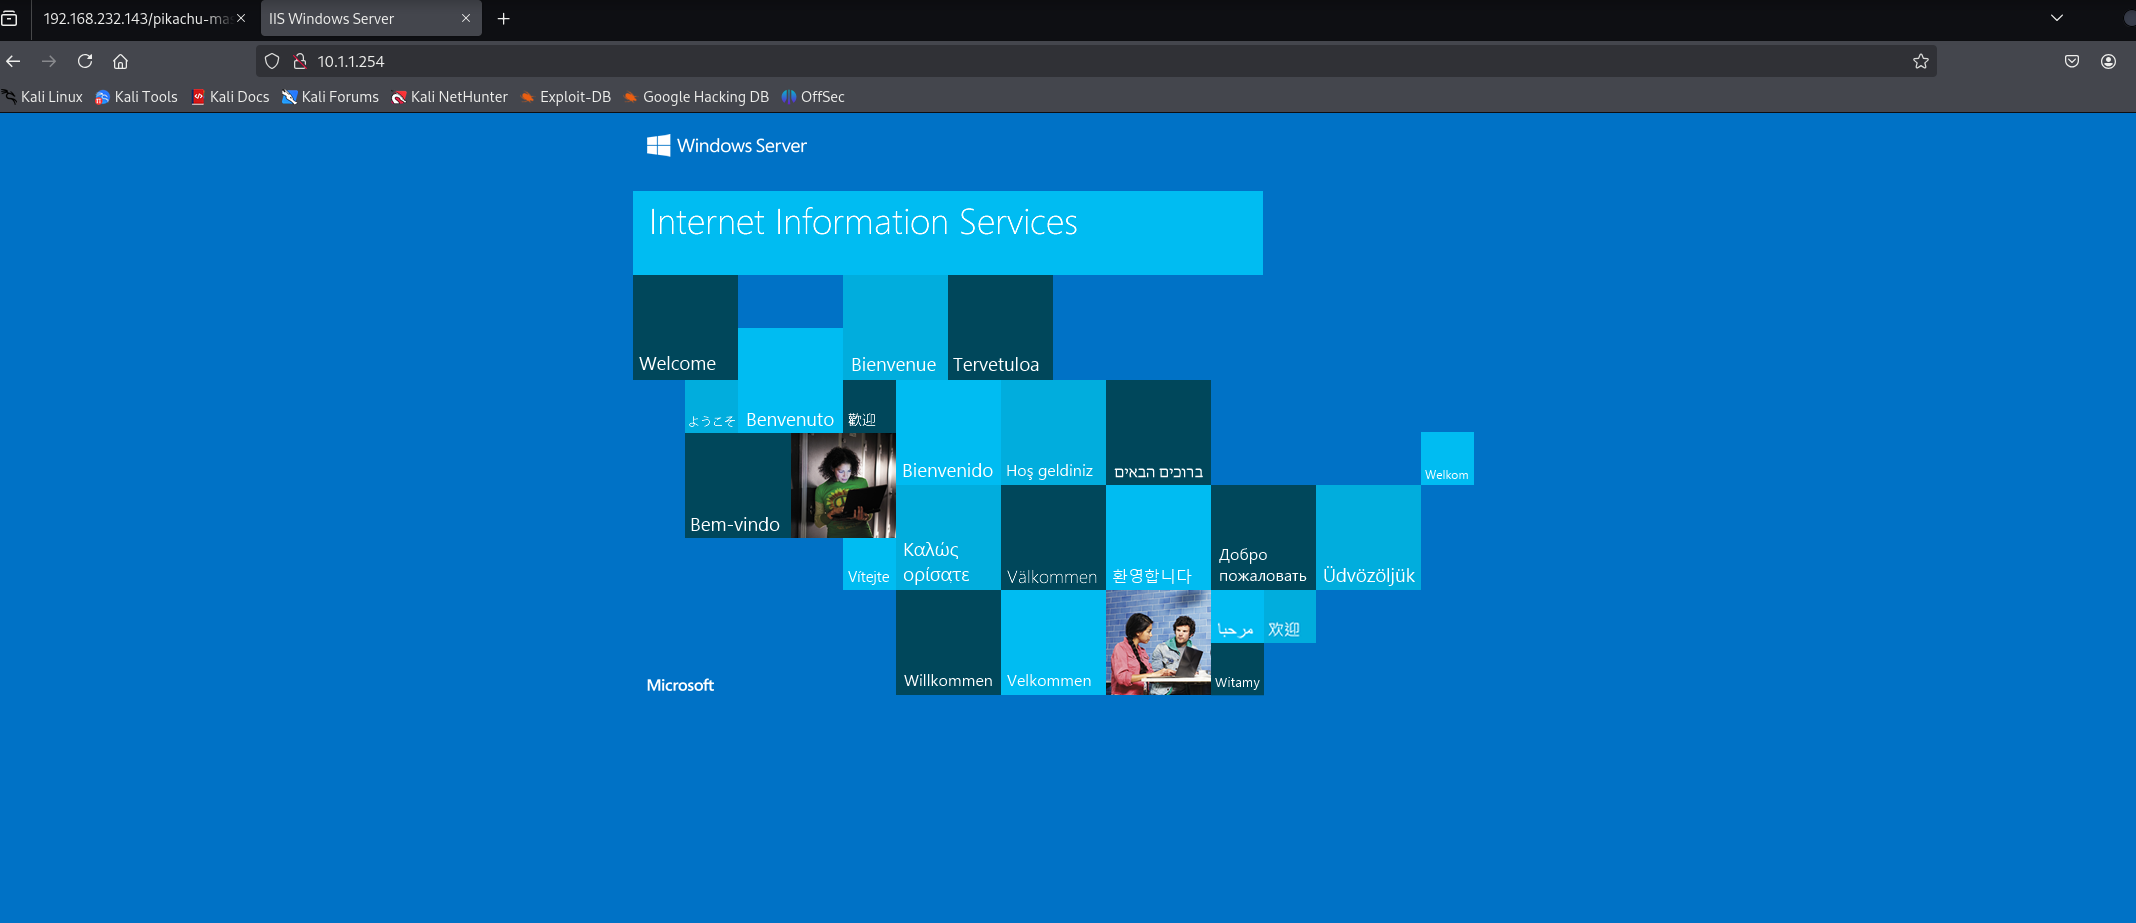 192.168.232.143/pikachu-mas
IIS Windows Server
10.1.1.254
Kali Linux
Kali Tools
Kali Docs
Kali Forums
Kali NetHunter
Exploit-DB
Google Hacking DB
OffSec
Windows Server
Internet Information Services
Welcome
Bienvenue
Tervetuloa
ようこそ
Benvenuto
歡迎
Bienvenido
Hoş geldiniz
ברוכים הבאים
Welkom
Bem-vindo
Vítejte
Καλώς
ορίσατε
Välkommen
환영합니다
Добро
пожаловать
Üdvözöljük
مرحبا
欢迎
Willkommen
Velkommen
Witamy
Microsoft